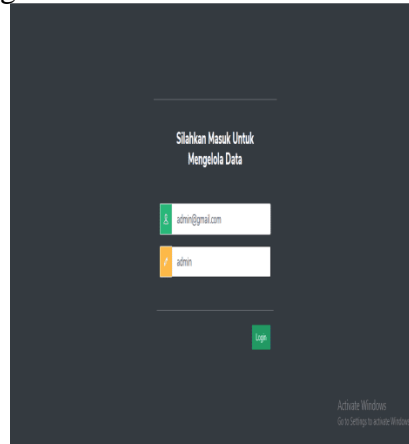 Silahkan Masuk Untuk
Mengelola Data
admin@gmail.com
admin
Login
Activate Windows
Go to Settings to activate Windows